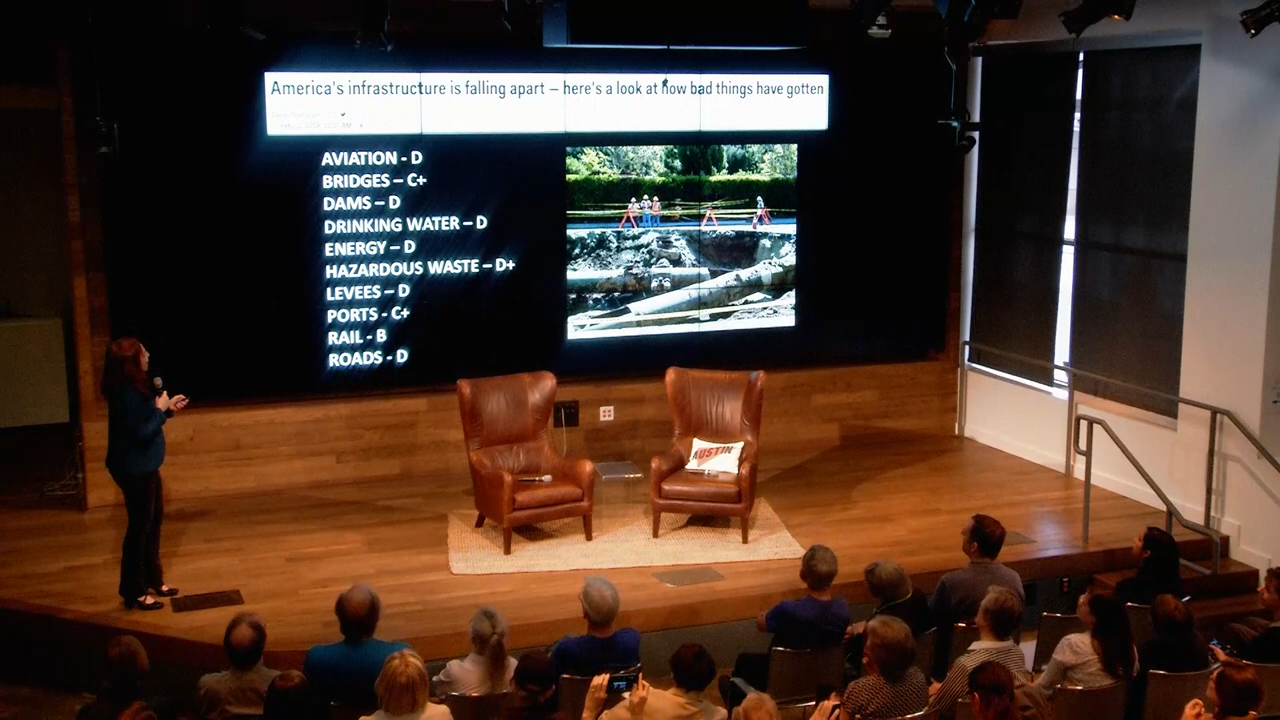 America's infrastructure is falling apart – here's a look at how bad things have gotten
AVIATION - D
BRIDGES – C+
DAMS – D
DRINKING WATER – D
ENERGY – D
HAZARDOUS WASTE – D+
LEVEES – D
PORTS - C+
RAIL - B
ROADS - D
AUSTIN